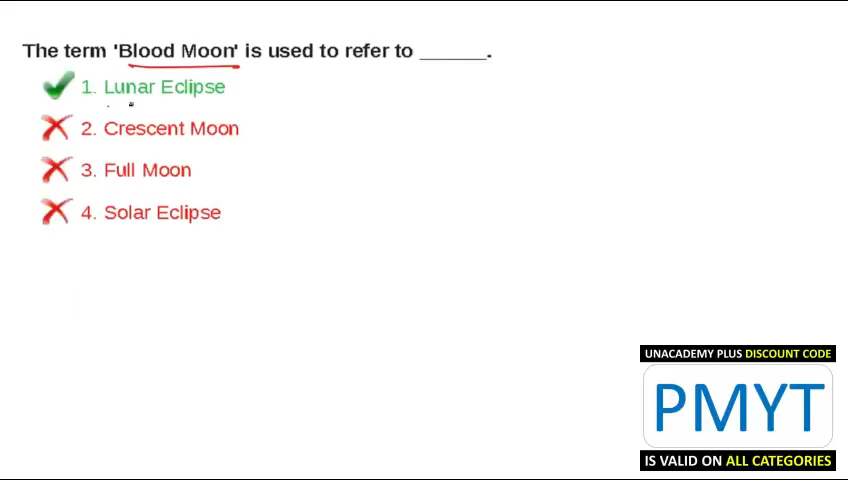 The term 'Blood Moon' is used to refer to ______.
1. Lunar Eclipse
2. Crescent Moon
3. Full Moon
4. Solar Eclipse
UNACADEMY PLUS DISCOUNT CODE
PMYT
IS VALID ON ALL CATEGORIES